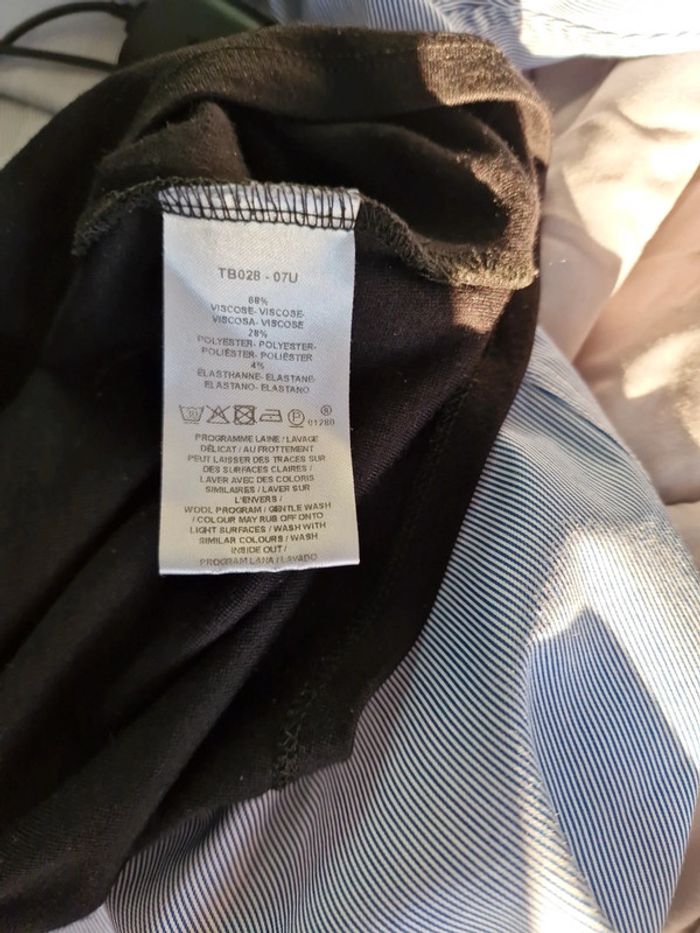 TB028 - 07U
68%
VISCOSE- VISCOSE-
VISCOSA- VISCOSE
28%
POLYESTER- POLYESTER-
POLIÉSTER- POLIÉSTER
4%
ÉLASTHANNE- ELASTANE-
ELASTANO- ELASTANO
P ®
01280
PROGRAMME LAINE / LAVAGE
DÉLICAT / AU FROTTEMENT
PEUT LAISSER DES TRACES SUR
DES SURFACES CLAIRES /
LAVER AVEC DES COLORIS
SIMILAIRES / LAVER SUR
L'ENVERS /
WOOL PROGRAM / GENTLE WASH
/ COLOUR MAY RUB OFF ONTO
LIGHT SURFACES / WASH WITH
SIMILAR COLOURS / WASH
INSIDE OUT /
PROGRAM LANA / LAVADO